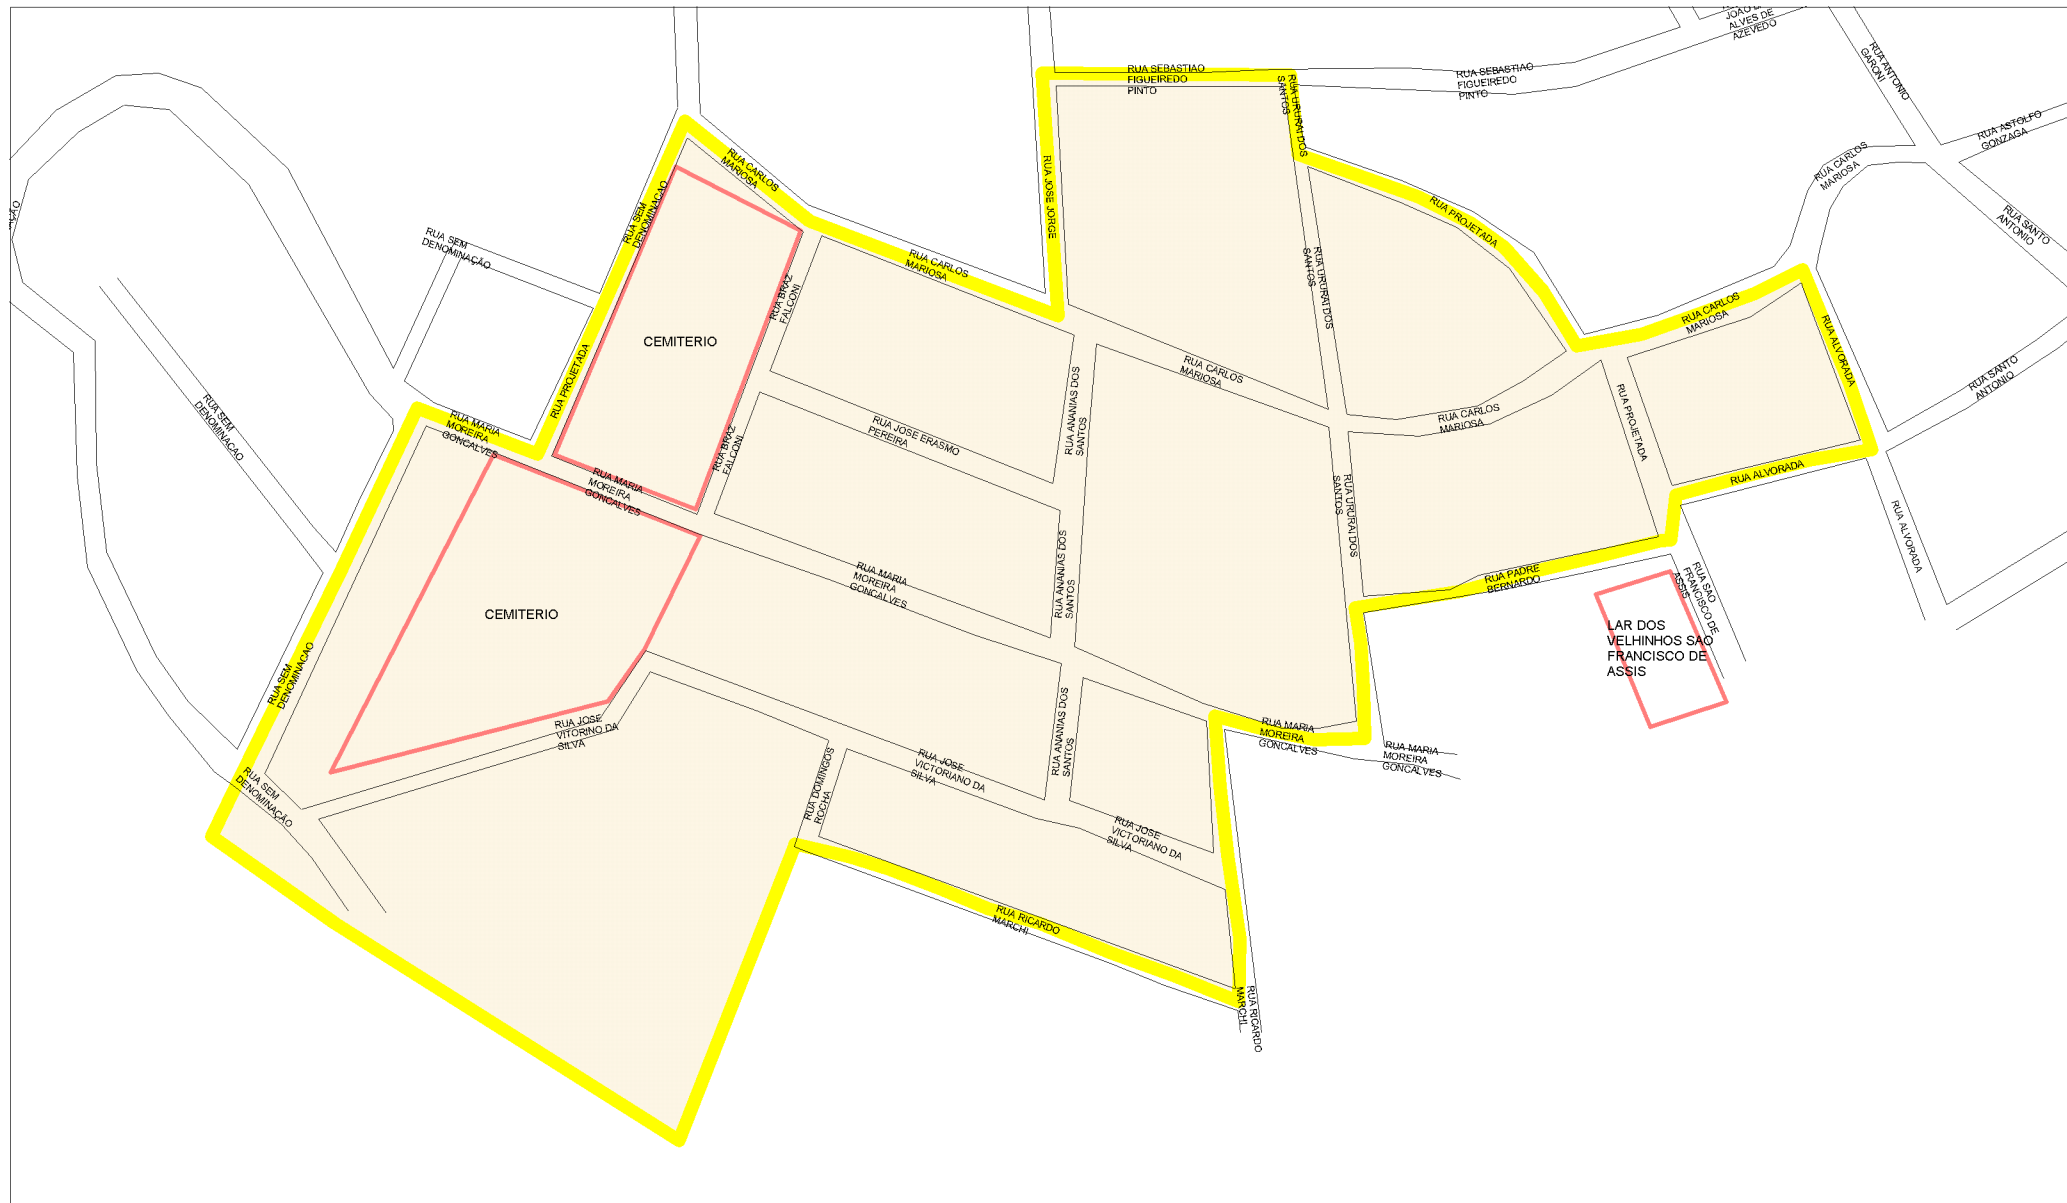 JOAO
ALVES DE
AZEVEDO
RUA ANTONIO
GARONI
RUA SEBASTIAO
FIGUEIREDO
PINTO
RUA SEBASTIAO
FIGUEIREDO
PINTO
RUA URURAI DOS
SANTOS
RUA ASTOLFO
GONZAGA
RUA CARLOS
MARIOSA
RUA CARLOS
MARIOSA
RUA JOSE JORGE
RUA SEM
DENOMINACAO
RUA PROJETADA
RUA SANTO
ANTONIO
RUA SEM
DENOMINAÇÃO
RUA CARLOS
MARIOSA
RUA URURAI DOS
SANTOS
RUA BRAZ
FALCONI
RUA CARLOS
MARIOSA
CEMITERIO
RUA ALVORADA
RUA PROJETADA
RUA CARLOS
MARIOSA
RUA SANTO
ANTONIO
RUA SEM
DENOMINACAO
RUA MARIA
MOREIRA
GONCALVES
RUA JOSE ERASMO
PEREIRA
RUA ANANIAS DOS
SANTOS
RUA CARLOS
MARIOSA
RUA PROJETADA
RUA BRAZ
FALCONI
RUA MARIA
MOREIRA
GONCALVES
RUA ALVORADA
RUA URURAI DOS
SANTOS
RUA ALVORADA
RUA ANANIAS DOS
SANTOS
RUA MARIA
MOREIRA
GONCALVES
RUA PADRE
BERNARDO
RUA SAO
FRANCISCO DE
ASSIS
CEMITERIO
LAR DOS
VELHINHOS SAO
FRANCISCO DE
ASSIS
RUA SEM
DENOMINACAO
RUA JOSE
VITORINO DA
SILVA
RUA ANANIAS DOS
SANTOS
RUA MARIA
MOREIRA
GONCALVES
RUA MARIA
MOREIRA
GONCALVES
RUA SEM
DENOMINAÇÃO
RUA DOMINGOS
ROCHA
RUA JOSE
VICTORIANO DA
SILVA
RUA JOSE
VICTORIANO DA
SILVA
RUA RICARDO
MARCHI
RUA RICARDO
MARCHI